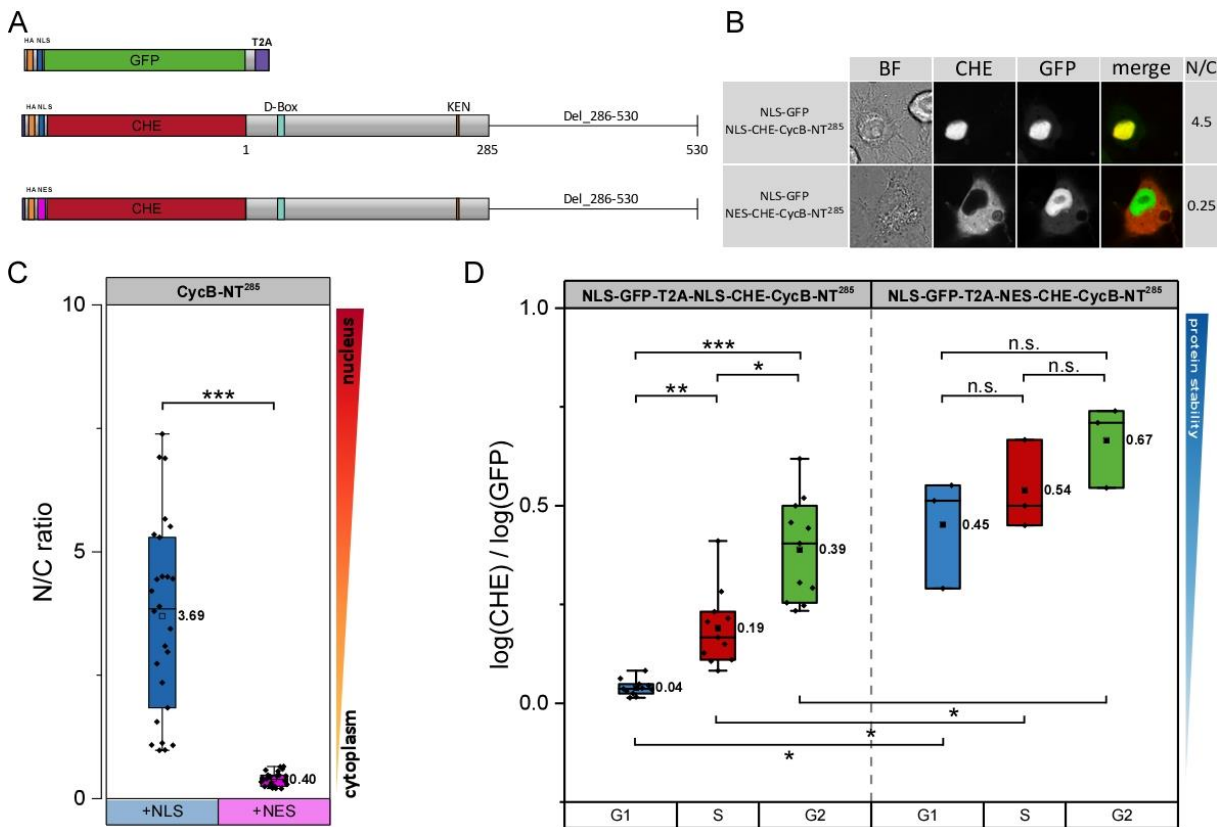 A
HA NLS
T2A
GFP
HA NLS
D-Box
KEN
CHE
Del_286-530
1
285
530
HA NES
CHE
Del_286-530
B
BF
CHE
GFP
merge
N/C
NLS-GFP
NLS-CHE-CycB-NT²⁸⁵
4.5
NLS-GFP
NES-CHE-CycB-NT²⁸⁵
0.25
C
CycB-NT²⁸⁵
10
5
0
N/C ratio
***
3.69
0.40
nucleus
cytoplasm
+NLS
+NES
D
NLS-GFP-T2A-NLS-CHE-CycB-NT²⁸⁵
NLS-GFP-T2A-NES-CHE-CycB-NT²⁸⁵
1.0
0.5
0.0
log(CHE) / log(GFP)
***
*
**
n.s.
n.s.
n.s.
0.04
0.19
0.39
0.45
0.54
0.67
*
*
*
G1
S
G2
G1
S
G2
protein stability